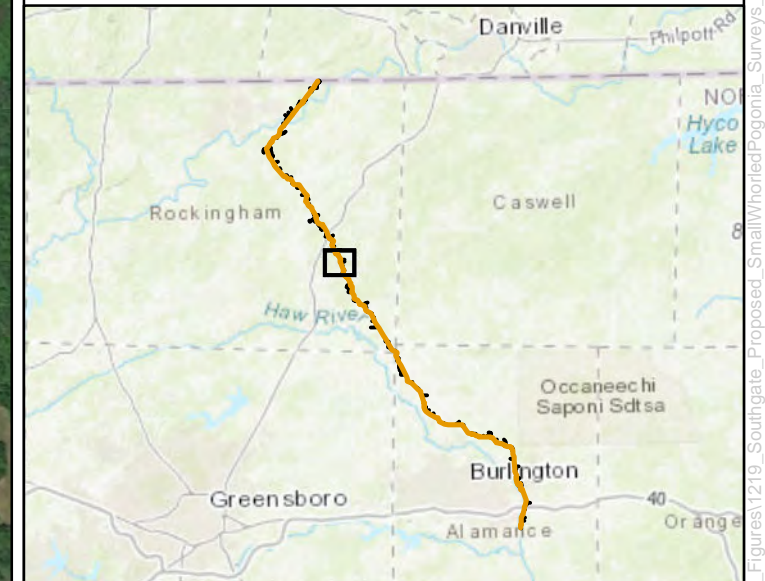 Danville
Philpott Rd
Hyco
Lake
Caswell
Rockingham
8
Haw River
Occaneechi
Saponi Sdtsa
Burlington
Greensboro
40
Alamance
Orange
Figures\1219_Southgate_Proposed_SmallWhorledPogonia_Surveys_